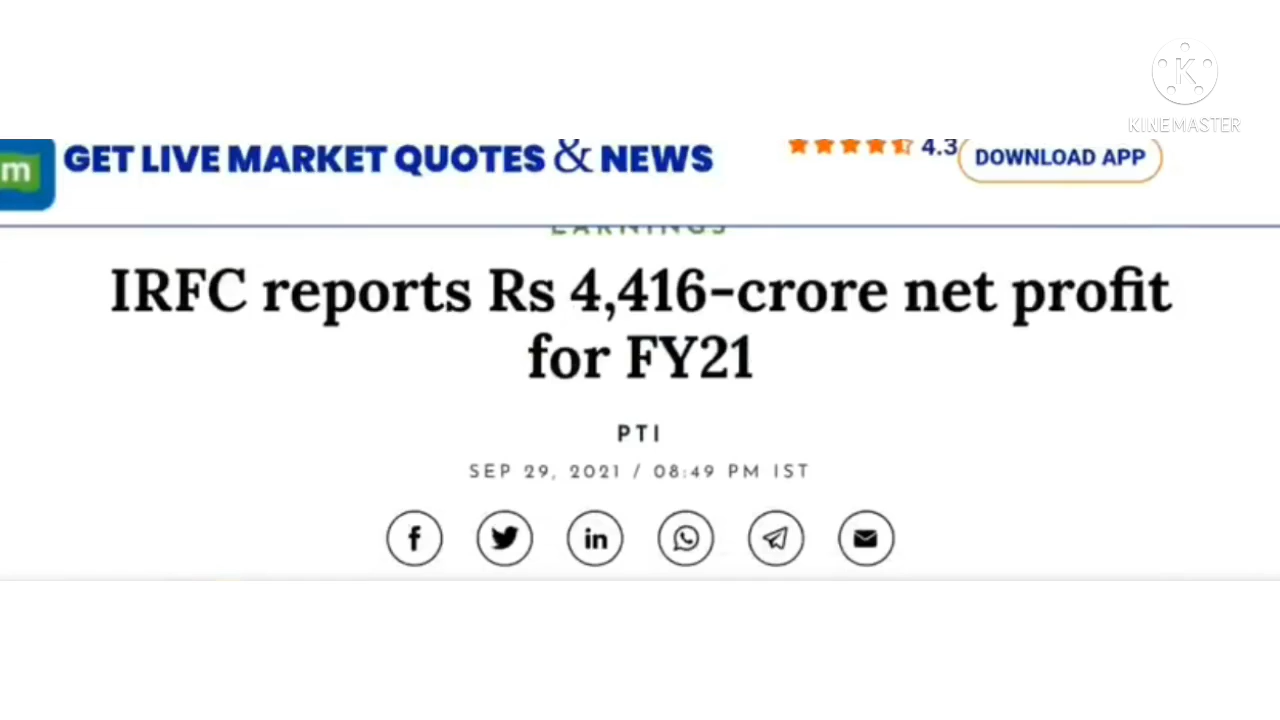 KINEMASTER
m GET LIVE MARKET QUOTES & NEWS 4.3 DOWNLOAD APP
EARNINGS
IRFC reports Rs 4,416-crore net profit
for FY21
PTI
SEP 29, 2021 / 08:49 PM IST